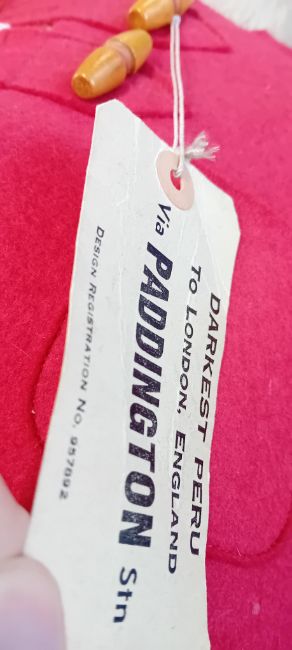 DARKEST PERU
TO LONDON, ENGLAND
Via PADDINGTON Stn
DESIGN REGISTRATION NO. 957892